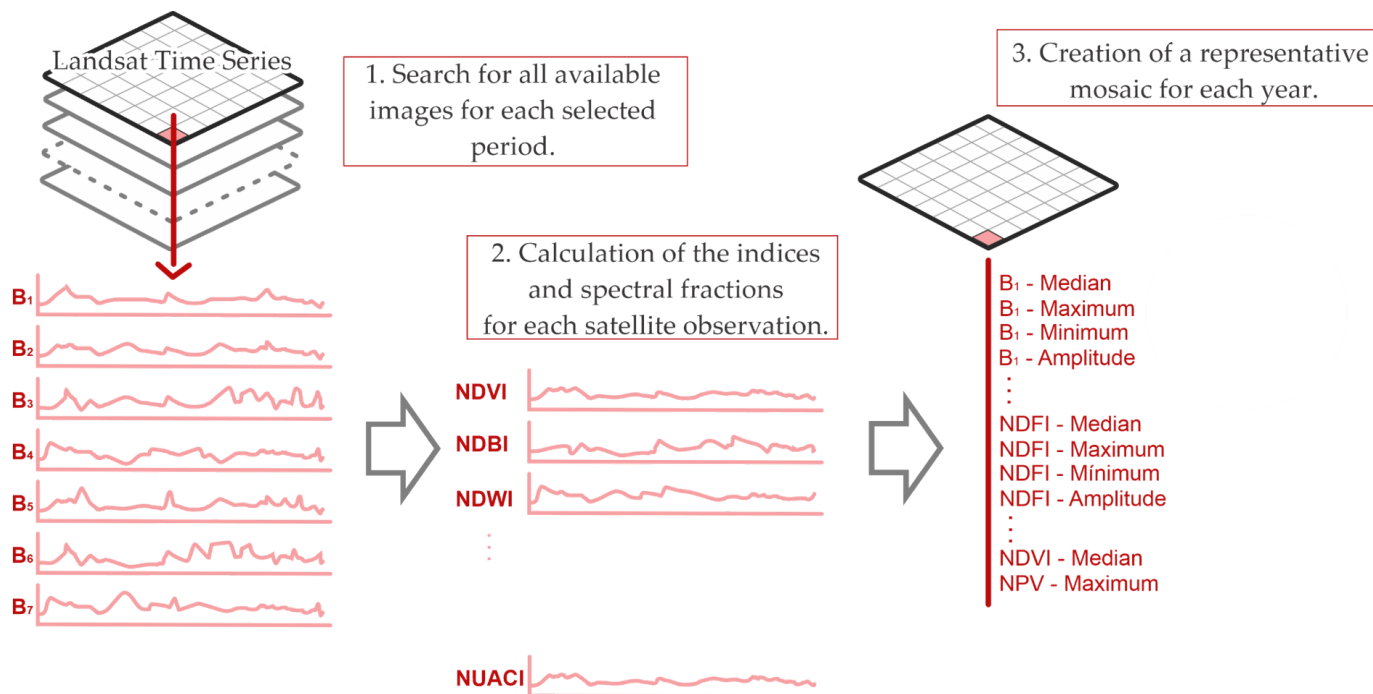 Landsat Time Series
1. Search for all available
images for each selected
period.
3. Creation of a representative
mosaic for each year.
2. Calculation of the indices
and spectral fractions
for each satellite observation.
B₁
B₂
B₃
B₄
B₅
B₆
B₇
NDVI
NDBI
NDWI
NUACI
B₁ - Median
B₁ - Maximum
B₁ - Minimum
B₁ - Amplitude
NDFI - Median
NDFI - Maximum
NDFI - Mínimum
NDFI - Amplitude
NDVI - Median
NPV - Maximum